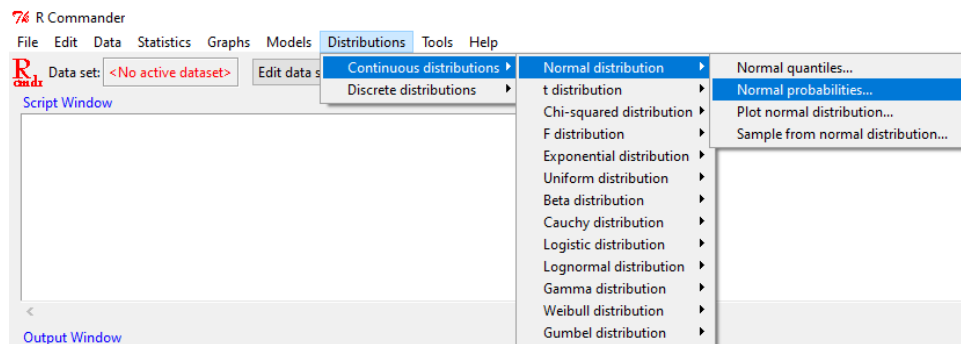 R Commander
File Edit Data Statistics Graphs Models Distributions Tools Help
R cmdr Data set: <No active dataset> Edit data s
Continuous distributions
Discrete distributions
Normal distribution
t distribution
Chi-squared distribution
F distribution
Exponential distribution
Uniform distribution
Beta distribution
Cauchy distribution
Logistic distribution
Lognormal distribution
Gamma distribution
Weibull distribution
Gumbel distribution
Normal quantiles...
Normal probabilities...
Plot normal distribution...
Sample from normal distribution...
Script Window
Output Window